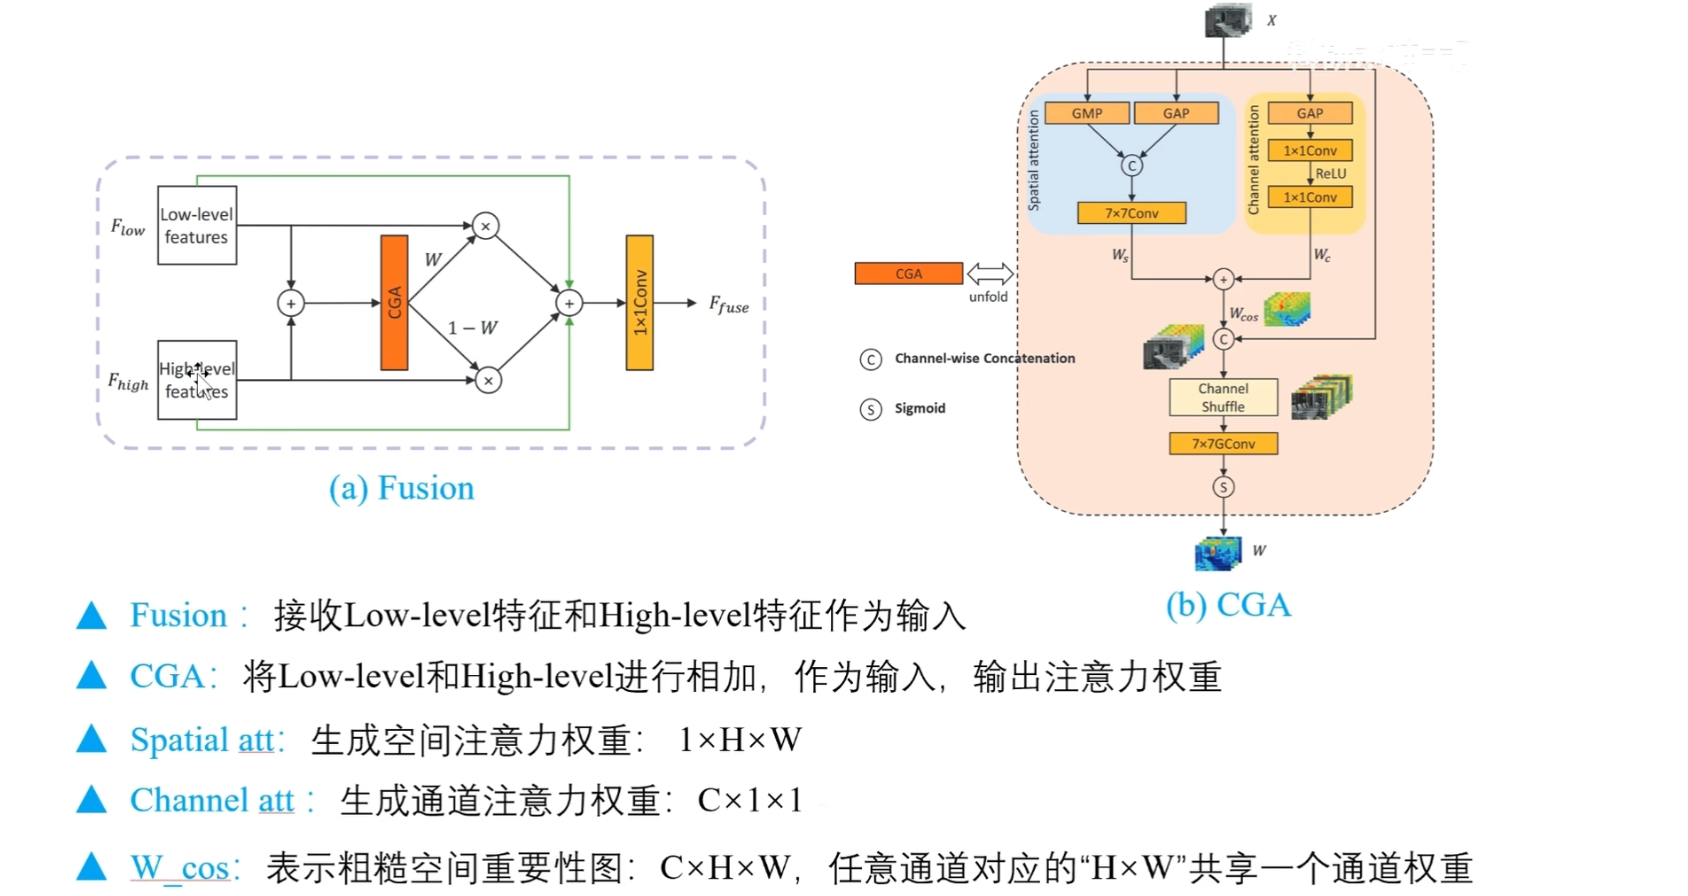 F_low
Low-level
features
F_high
High-level
features
CGA
W
1 − W
1×1Conv
F_fuse
(a) Fusion
X
Spatial attention
GMP
GAP
C
7×7Conv
Channel attention
GAP
1×1Conv
ReLU
1×1Conv
W_s
W_c
CGA
unfold
W_cos
C
C Channel-wise Concatenation
Channel
Shuffle
S Sigmoid
7×7GConv
S
W
(b) CGA
▲ Fusion： 接收Low-level特征和High-level特征作为输入
▲ CGA： 将Low-level和High-level进行相加，作为输入，输出注意力权重
▲ Spatial att： 生成空间注意力权重： 1×H×W
▲ Channel att： 生成通道注意力权重：C×1×1
▲ W_cos： 表示粗糙空间重要性图：C×H×W，任意通道对应的“H×W”共享一个通道权重